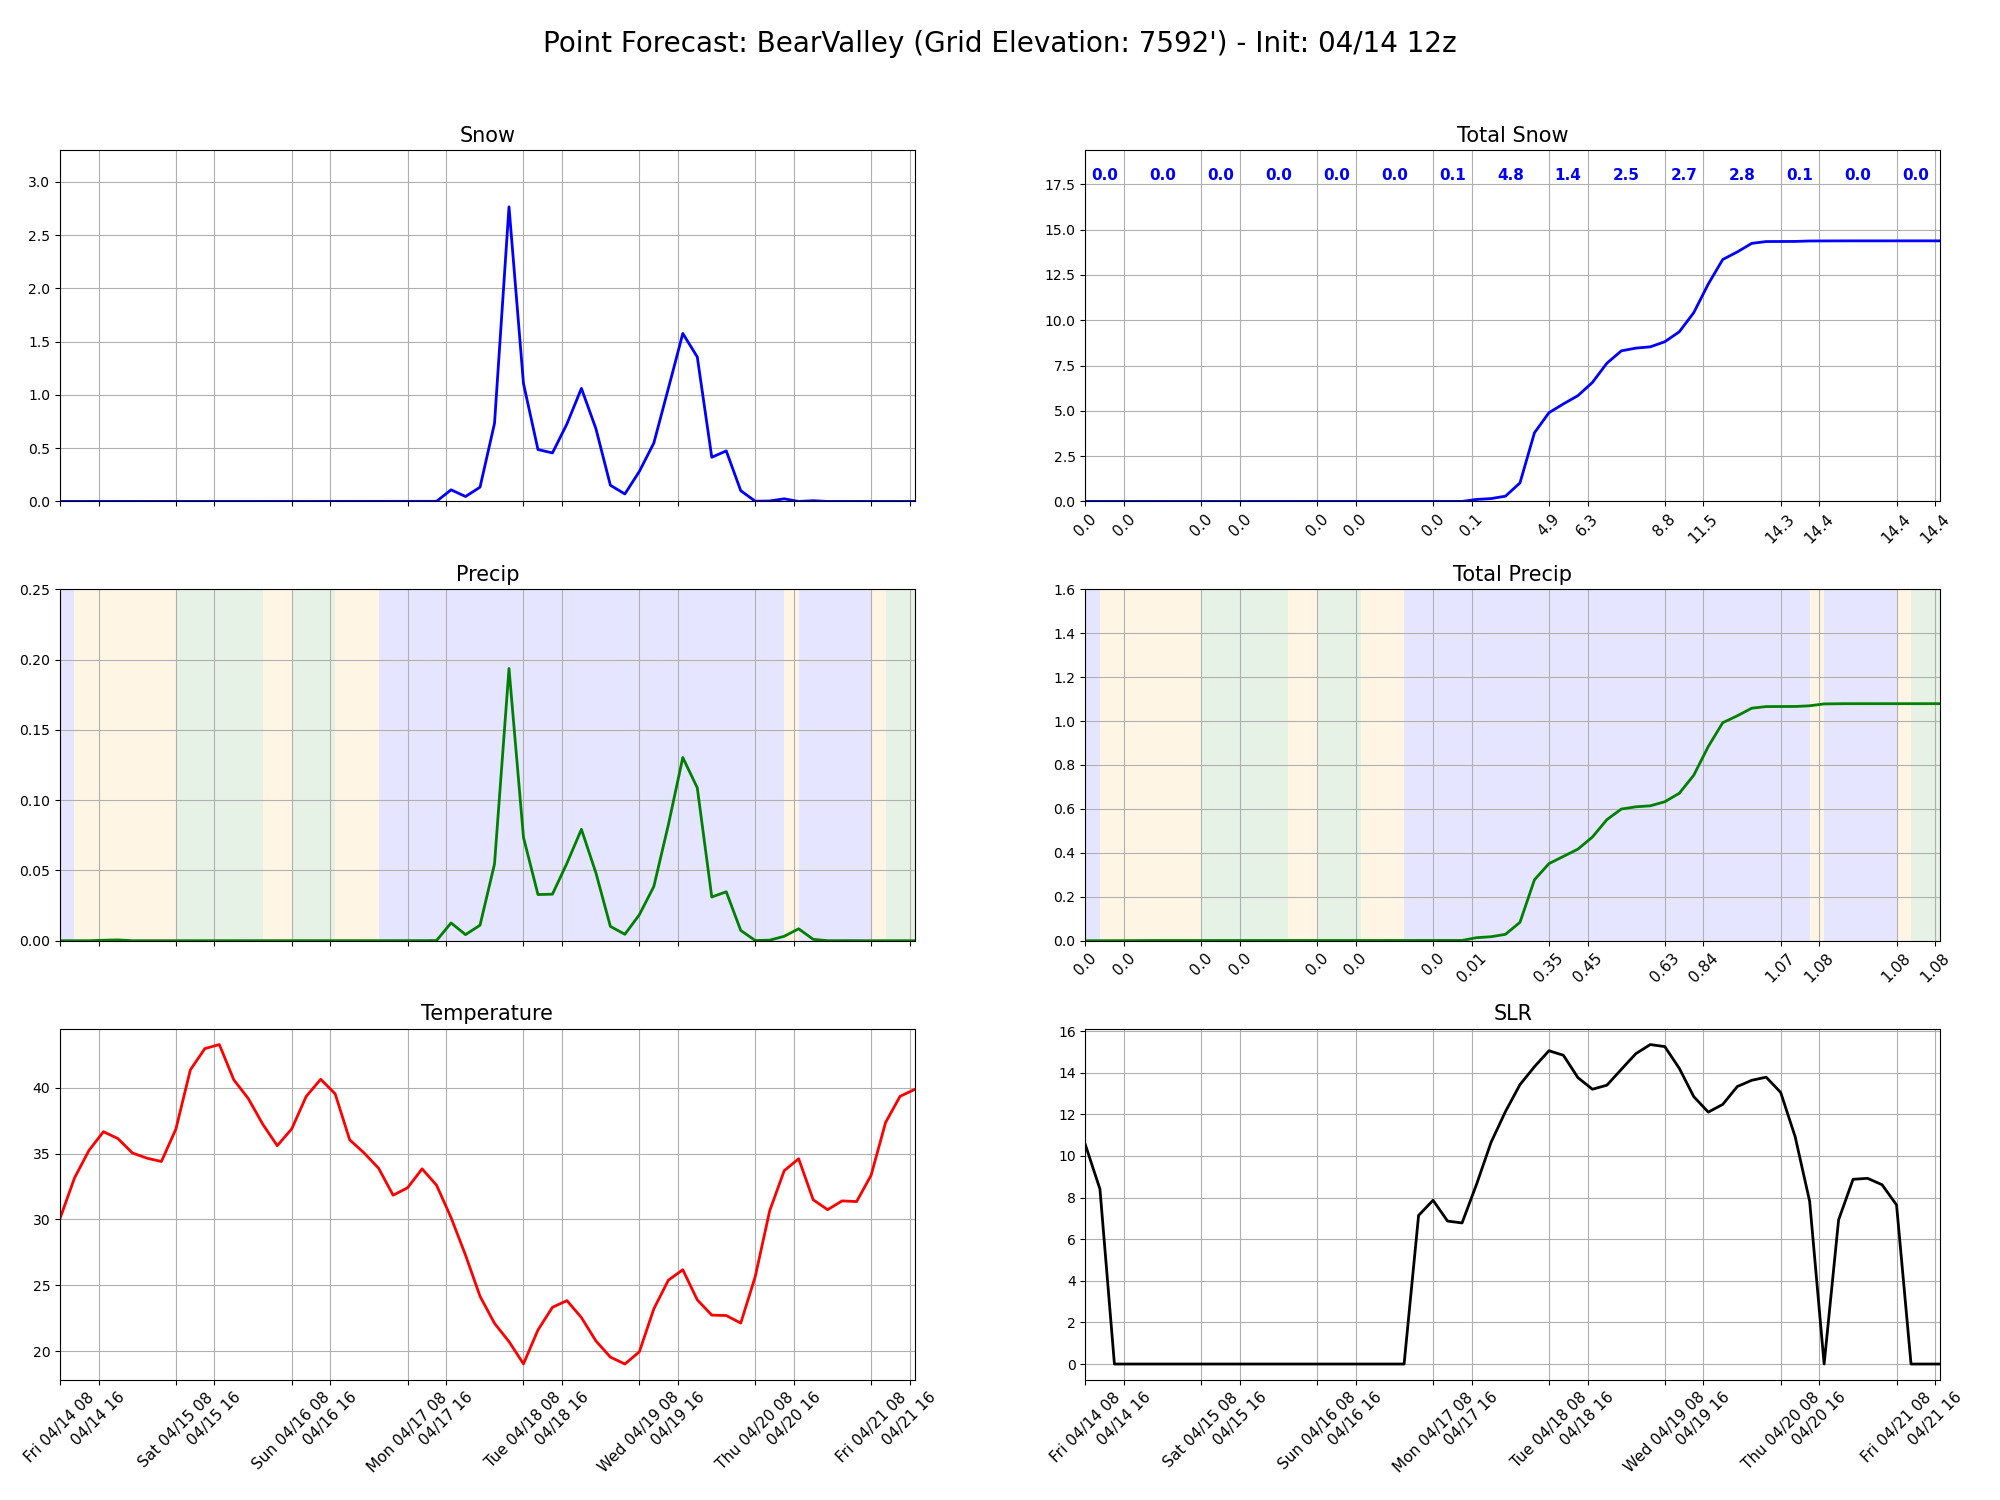 Point Forecast: BearValley (Grid Elevation: 7592') - Init: 04/14 12z
Snow
3.0
2.5
2.0
1.5
1.0
0.5
0.0
Total Snow
0.0 0.0 0.0 0.0 0.0 0.0 0.1 4.8 1.4 2.5 2.7 2.8 0.1 0.0 0.0
17.5
15.0
12.5
10.0
7.5
5.0
2.5
0.0
0.0 0.0 0.0 0.0 0.0 0.0 0.0 0.1 4.9 6.3 8.8 11.5 14.3 14.4 14.4 14.4
Precip
0.25
0.20
0.15
0.10
0.05
0.00
Total Precip
1.6
1.4
1.2
1.0
0.8
0.6
0.4
0.2
0.0
0.0 0.0 0.0 0.0 0.0 0.0 0.0 0.01 0.35 0.45 0.63 0.84 1.07 1.08 1.08 1.08
Temperature
40
35
30
25
20
Fri 04/14 08
04/14 16
Sat 04/15 08
04/15 16
Sun 04/16 08
04/16 16
Mon 04/17 08
04/17 16
Tue 04/18 08
04/18 16
Wed 04/19 08
04/19 16
Thu 04/20 08
04/20 16
Fri 04/21 08
04/21 16
SLR
16
14
12
10
8
6
4
2
0
Fri 04/14 08
04/14 16
Sat 04/15 08
04/15 16
Sun 04/16 08
04/16 16
Mon 04/17 08
04/17 16
Tue 04/18 08
04/18 16
Wed 04/19 08
04/19 16
Thu 04/20 08
04/20 16
Fri 04/21 08
04/21 16